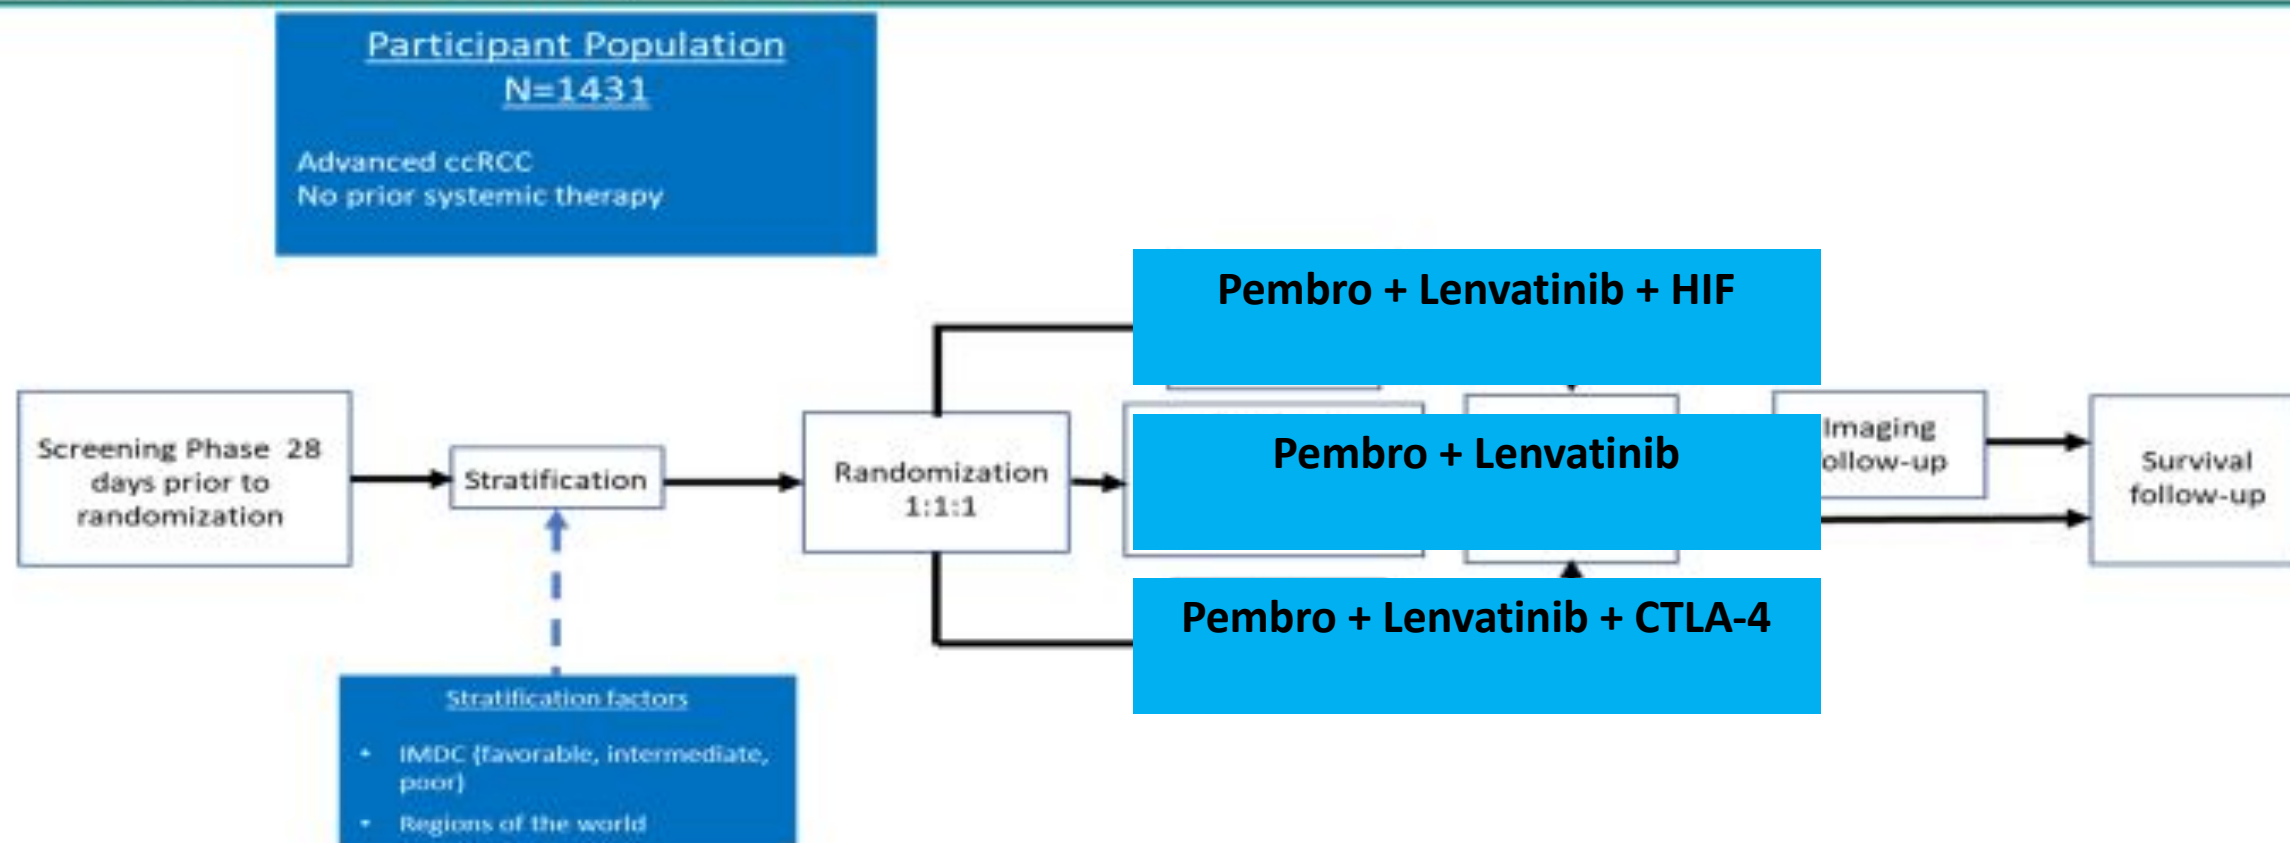 Participant Population
N=1431
Advanced ccRCC
No prior systemic therapy
Pembro + Lenvatinib + HIF
Screening Phase 28
days prior to
randomization
Stratification
Randomization
1:1:1
Pembro + Lenvatinib
Imaging
ollow-up
Survival
follow-up
Pembro + Lenvatinib + CTLA-4
Stratification factors
• IMDC (favorable, intermediate,
poor)
• Regions of the world